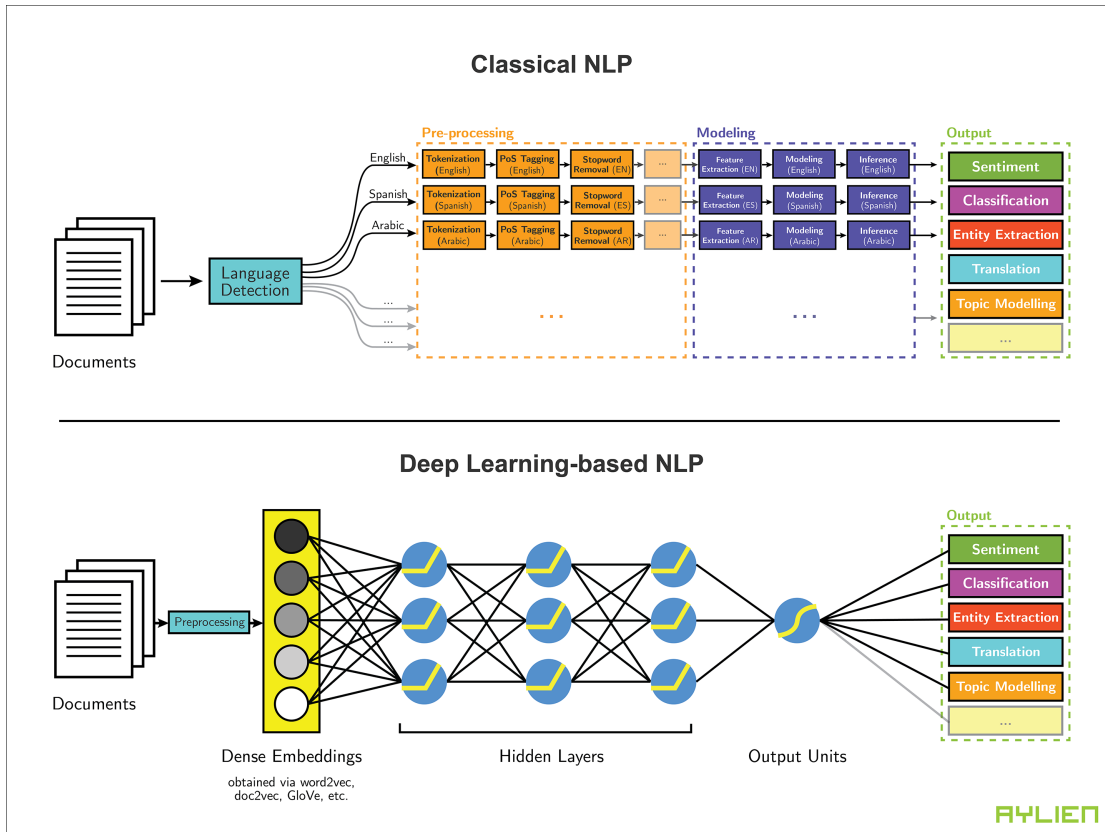 Classical NLP
Pre-processing
Modeling
Output
English
Tokenization
(English)
PoS Tagging
(English)
Stopword
Removal (EN)
...
Feature
Extraction (EN)
Modeling
(English)
Inference
(English)
Sentiment
Spanish
Tokenization
(Spanish)
PoS Tagging
(Spanish)
Stopword
Removal (ES)
...
Feature
Extraction (ES)
Modeling
(Spanish)
Inference
(Spanish)
Classification
Arabic
Tokenization
(Arabic)
PoS Tagging
(Arabic)
Stopword
Removal (AR)
...
Feature
Extraction (AR)
Modeling
(Arabic)
Inference
(Arabic)
Entity Extraction
Language
Detection
Translation
...
...
...
...
...
Topic Modelling
...
Documents
Deep Learning-based NLP
Output
Sentiment
Classification
Entity Extraction
Translation
Topic Modelling
...
Preprocessing
Documents
Dense Embeddings
obtained via word2vec,
doc2vec, GloVe, etc.
Hidden Layers
Output Units
AYLIEN